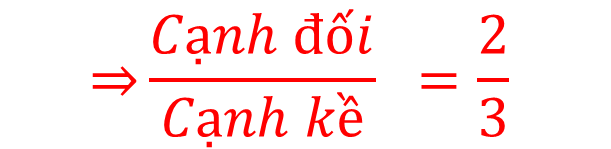 ⇒ Cạnh đối / Cạnh kề = 2/3